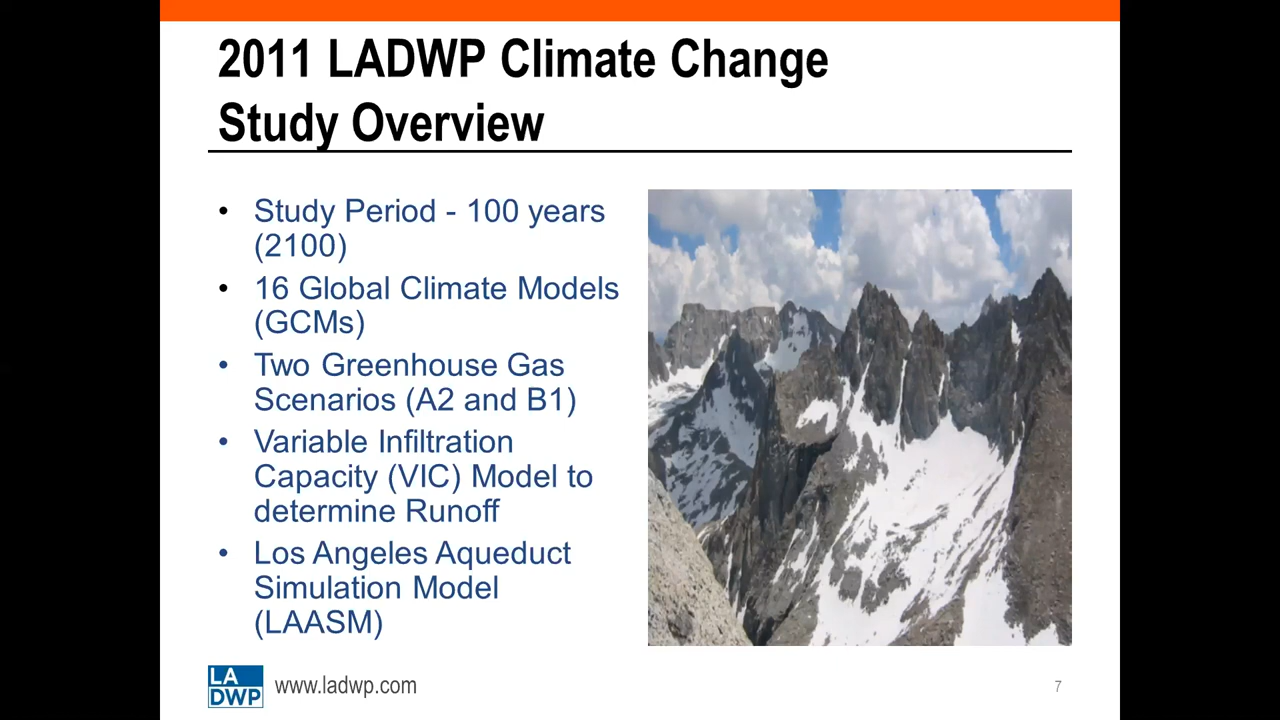 2011 LADWP Climate Change
Study Overview
• Study Period - 100 years
(2100)
• 16 Global Climate Models
(GCMs)
• Two Greenhouse Gas
Scenarios (A2 and B1)
• Variable Infiltration
Capacity (VIC) Model to
determine Runoff
• Los Angeles Aqueduct
Simulation Model
(LAASM)
LA
DWP
www.ladwp.com
7